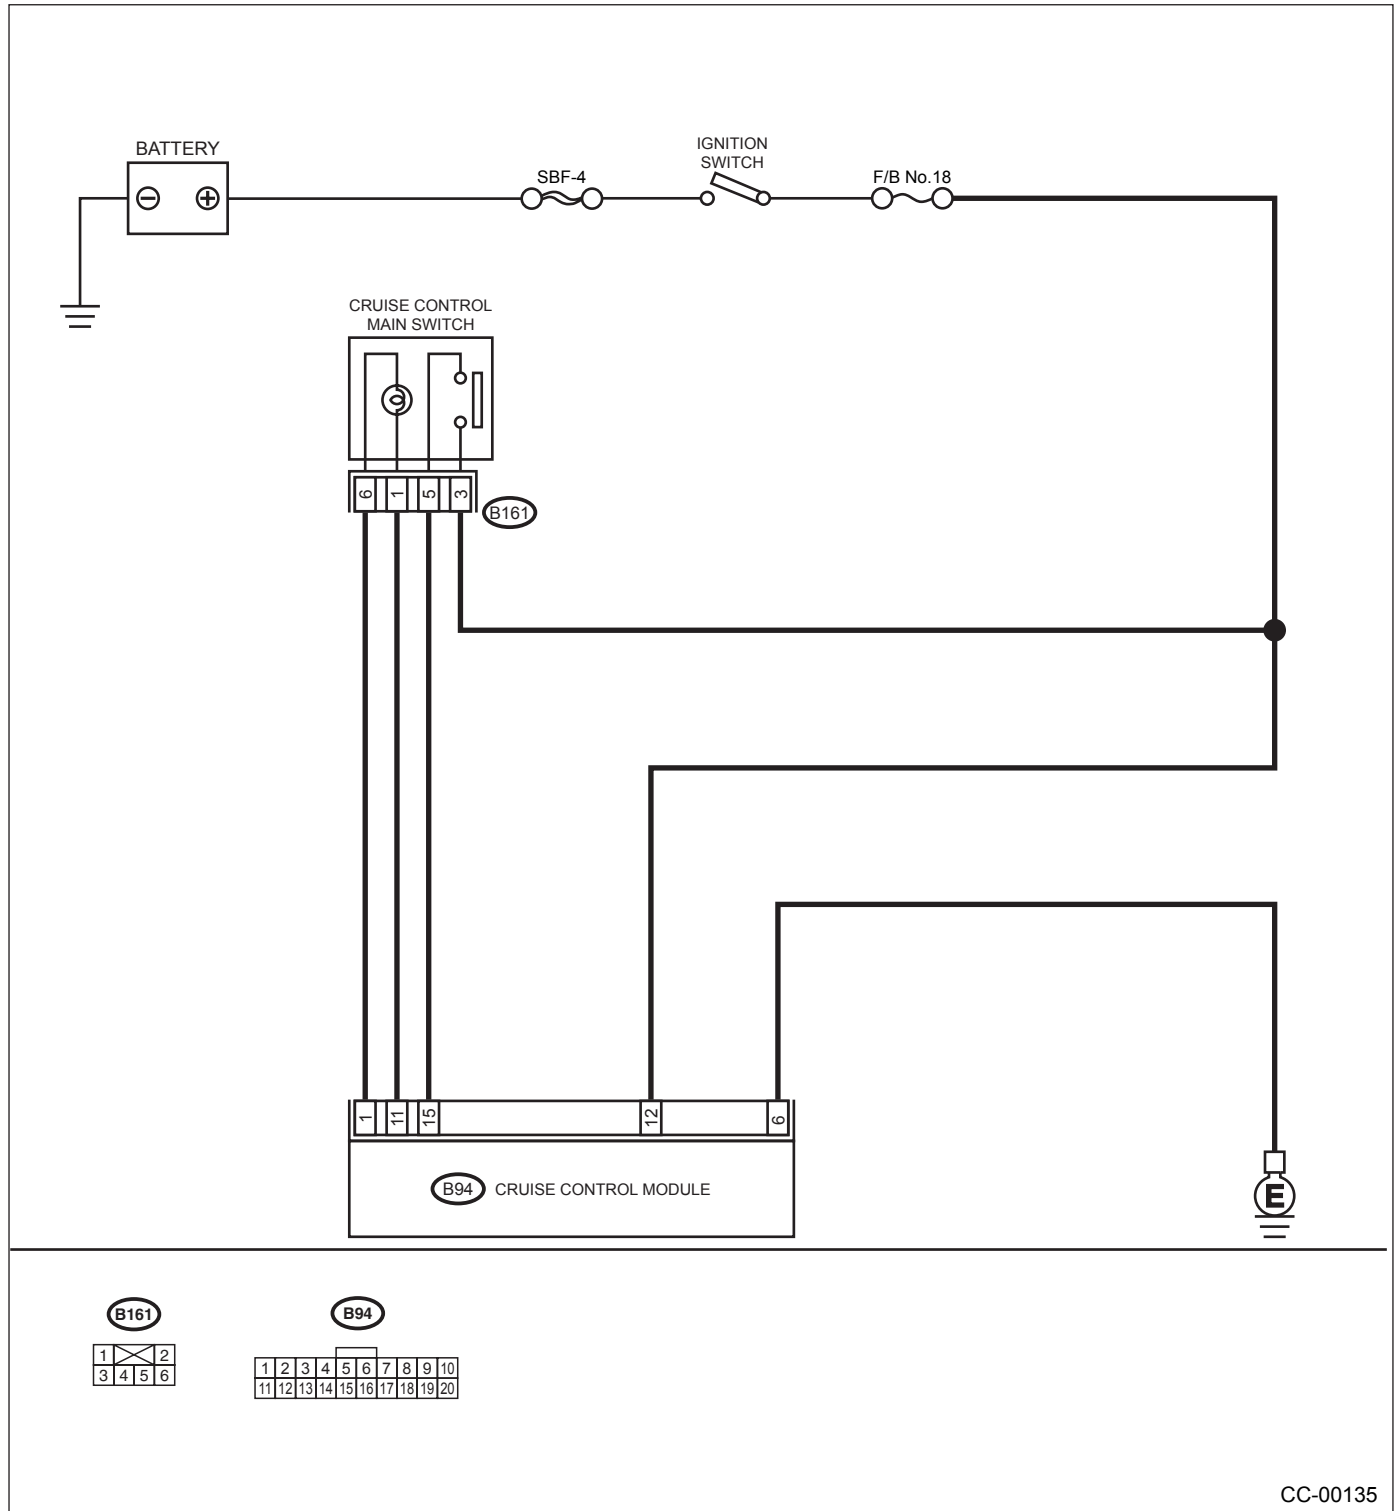 BATTERY
SBF-4
IGNITION
SWITCH
F/B No.18
CRUISE CONTROL
MAIN SWITCH
6 1 5 3
B161
1 11 15 12 6
B94 CRUISE CONTROL MODULE
E
B161
B94
1 2
3 4 5 6
1 2 3 4 5 6 7 8 9 10
11 12 13 14 15 16 17 18 19 20
CC-00135